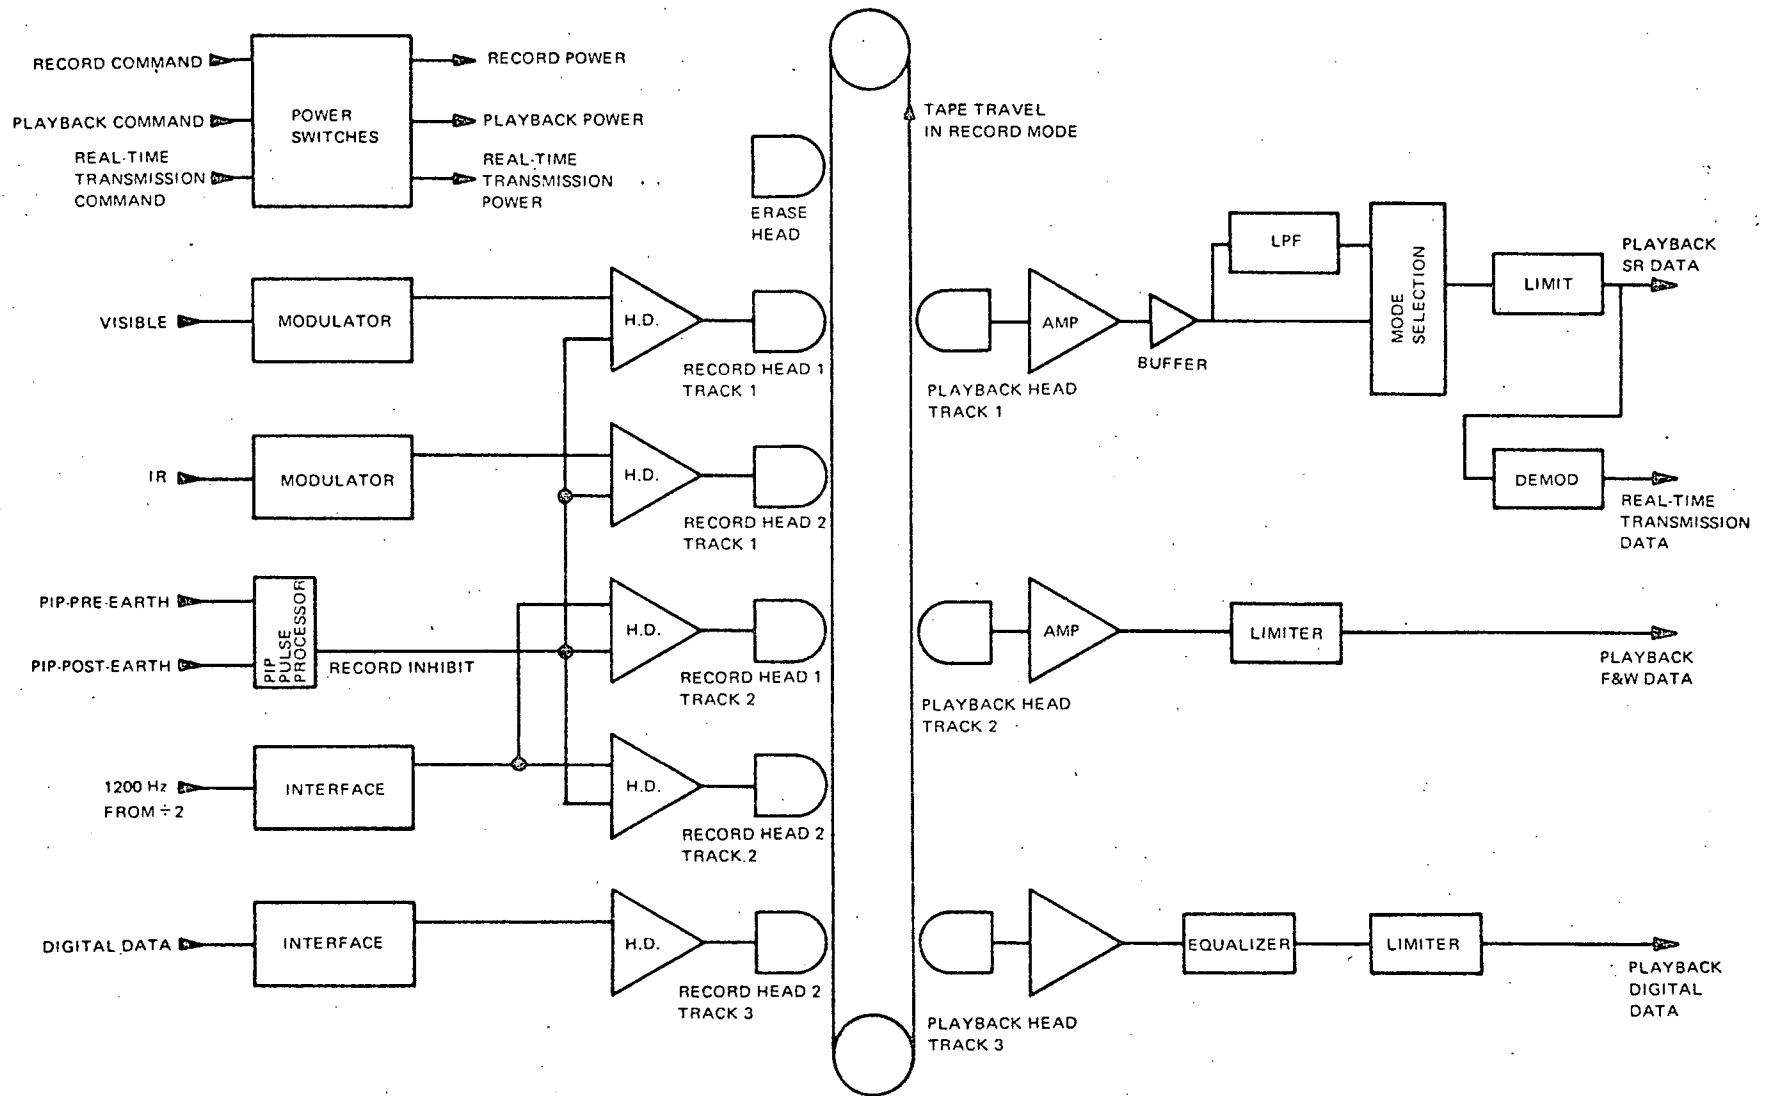 RECORD COMMAND
PLAYBACK COMMAND
REAL-TIME
TRANSMISSION
COMMAND
POWER
SWITCHES
RECORD POWER
PLAYBACK POWER
REAL-TIME
TRANSMISSION
POWER
ERASE
HEAD
TAPE TRAVEL
IN RECORD MODE
VISIBLE
MODULATOR
H.D.
RECORD HEAD 1
TRACK 1
IR
MODULATOR
H.D.
RECORD HEAD 2
TRACK 1
PIP-PRE-EARTH
PIP-POST-EARTH
PIP
PULSE
PROCESSOR
RECORD INHIBIT
H.D.
RECORD HEAD 1
TRACK 2
1200 Hz
FROM ÷2
INTERFACE
H.D.
RECORD HEAD 2
TRACK 2
DIGITAL DATA
INTERFACE
H.D.
RECORD HEAD 2
TRACK 3
PLAYBACK HEAD
TRACK 1
AMP
BUFFER
LPF
MODE
SELECTION
LIMIT
PLAYBACK
SR DATA
DEMOD
REAL-TIME
TRANSMISSION
DATA
PLAYBACK HEAD
TRACK 2
AMP
LIMITER
PLAYBACK
F&W DATA
PLAYBACK HEAD
TRACK 3
EQUALIZER
LIMITER
PLAYBACK
DIGITAL
DATA